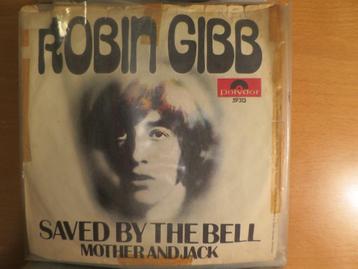 ROBIN GIBB
Polydor
SAVED BY THE BELL
MOTHER AND JACK